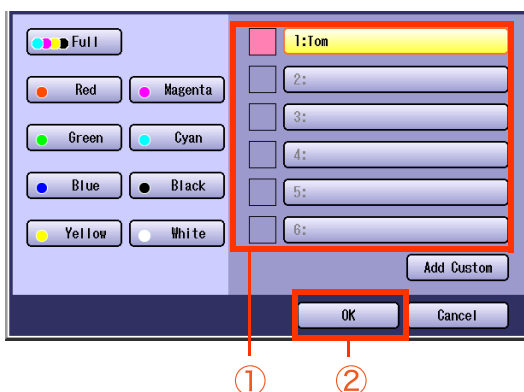 Full
Red Magenta
Green Cyan
Blue Black
Yellow White
1:Tom
2:
3:
4:
5:
6:
Add Custom
OK Cancel
① ②